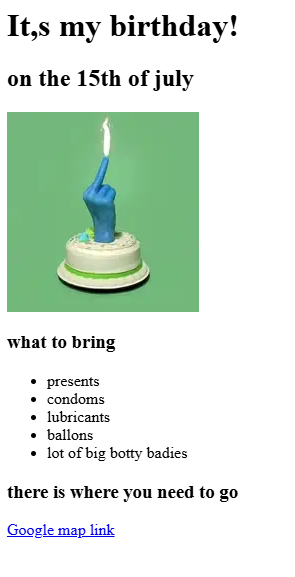 It,s my birthday!
on the 15th of july
what to bring
presents
condoms
lubricants
ballons
lot of big botty badies
there is where you need to go
Google map link